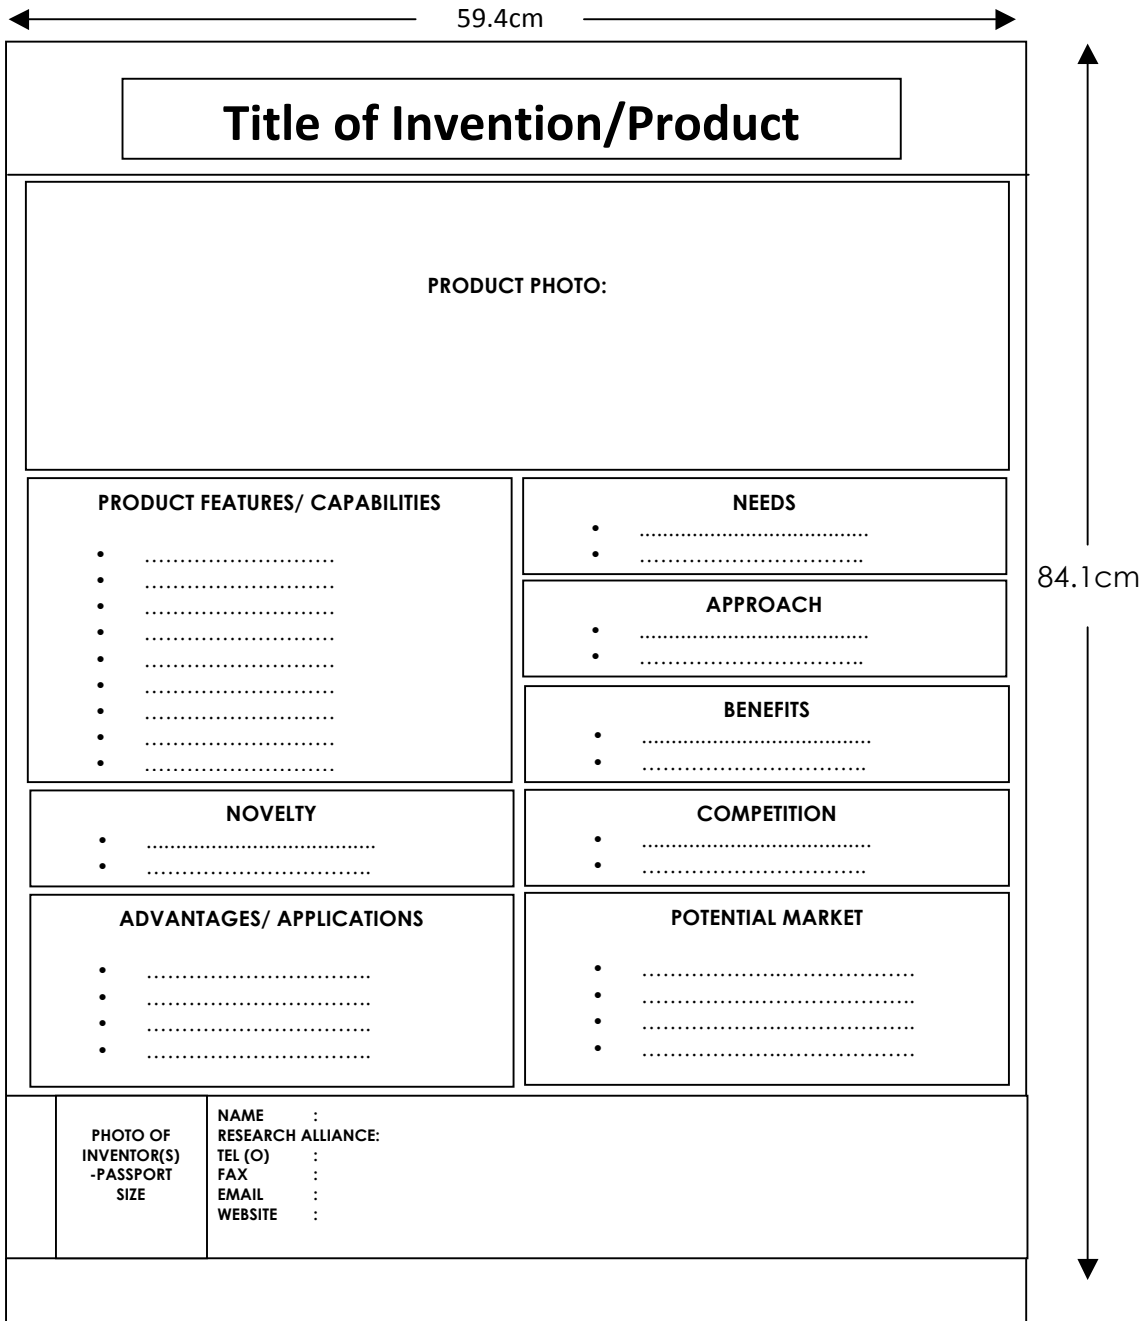 59.4cm
Title of Invention/Product
PRODUCT PHOTO:
PRODUCT FEATURES/ CAPABILITIES
• ………………………
• ………………………
• ………………………
• ………………………
• ………………………
• ………………………
• ………………………
• ………………………
• ………………………
NOVELTY
• .......................................
• …………………………..
ADVANTAGES/ APPLICATIONS
• …………………………..
• …………………………..
• …………………………..
• …………………………..
NEEDS
• .......................................
• …………………………..
APPROACH
• .......................................
• …………………………..
BENEFITS
• .......................................
• …………………………..
COMPETITION
• .......................................
• …………………………..
POTENTIAL MARKET
• ………………..………………
• ………………..………………
• ………………..………………
• ………………..………………
84.1cm
PHOTO OF
INVENTOR(S)
-PASSPORT
SIZE
NAME :
RESEARCH ALLIANCE:
TEL (O) :
FAX :
EMAIL :
WEBSITE :